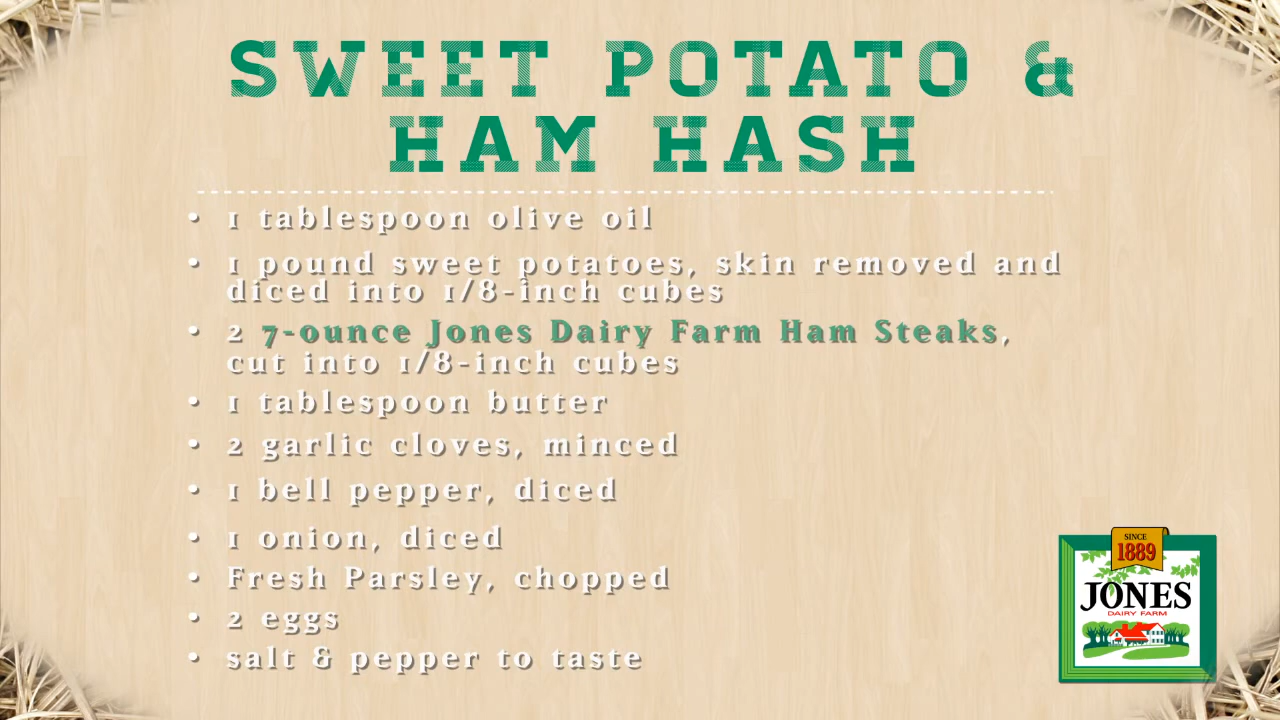 SWEET POTATO &
HAM HASH
• 1 tablespoon olive oil
• 1 pound sweet potatoes, skin removed and
diced into 1/8-inch cubes
• 2 7-ounce Jones Dairy Farm Ham Steaks,
cut into 1/8-inch cubes
• 1 tablespoon butter
• 2 garlic cloves, minced
• 1 bell pepper, diced
• 1 onion, diced
• Fresh Parsley, chopped
• 2 eggs
• salt & pepper to taste
SINCE
1889
JONES
DAIRY FARM